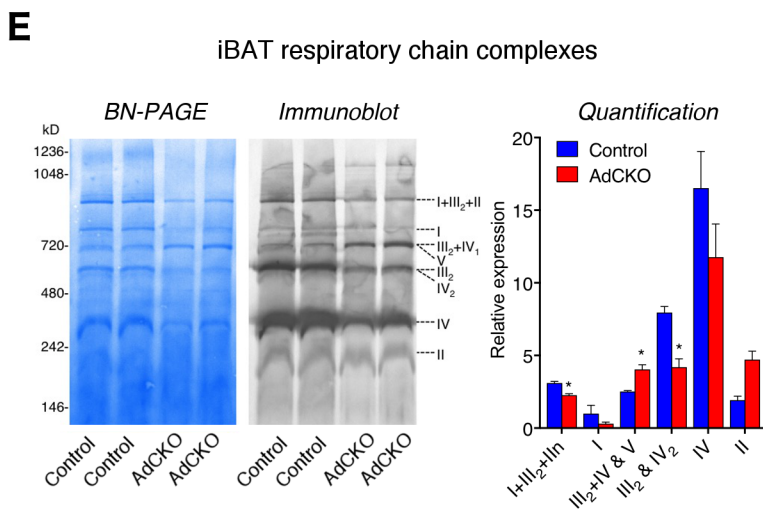 E
iBAT respiratory chain complexes
BN-PAGE
Immunoblot
Quantification
kD
1236-
1048-
720-
480-
242-
146-
I+III2+II
I
III2+IV1
V
III2
IV2
IV
II
Control
Control
AdCKO
AdCKO
Control
Control
AdCKO
AdCKO
Relative expression
20
15
10
5
0
Control
AdCKO
*
*
*
I+III2+IIn
I
III2+IV & V
III2 & IV2
IV
II